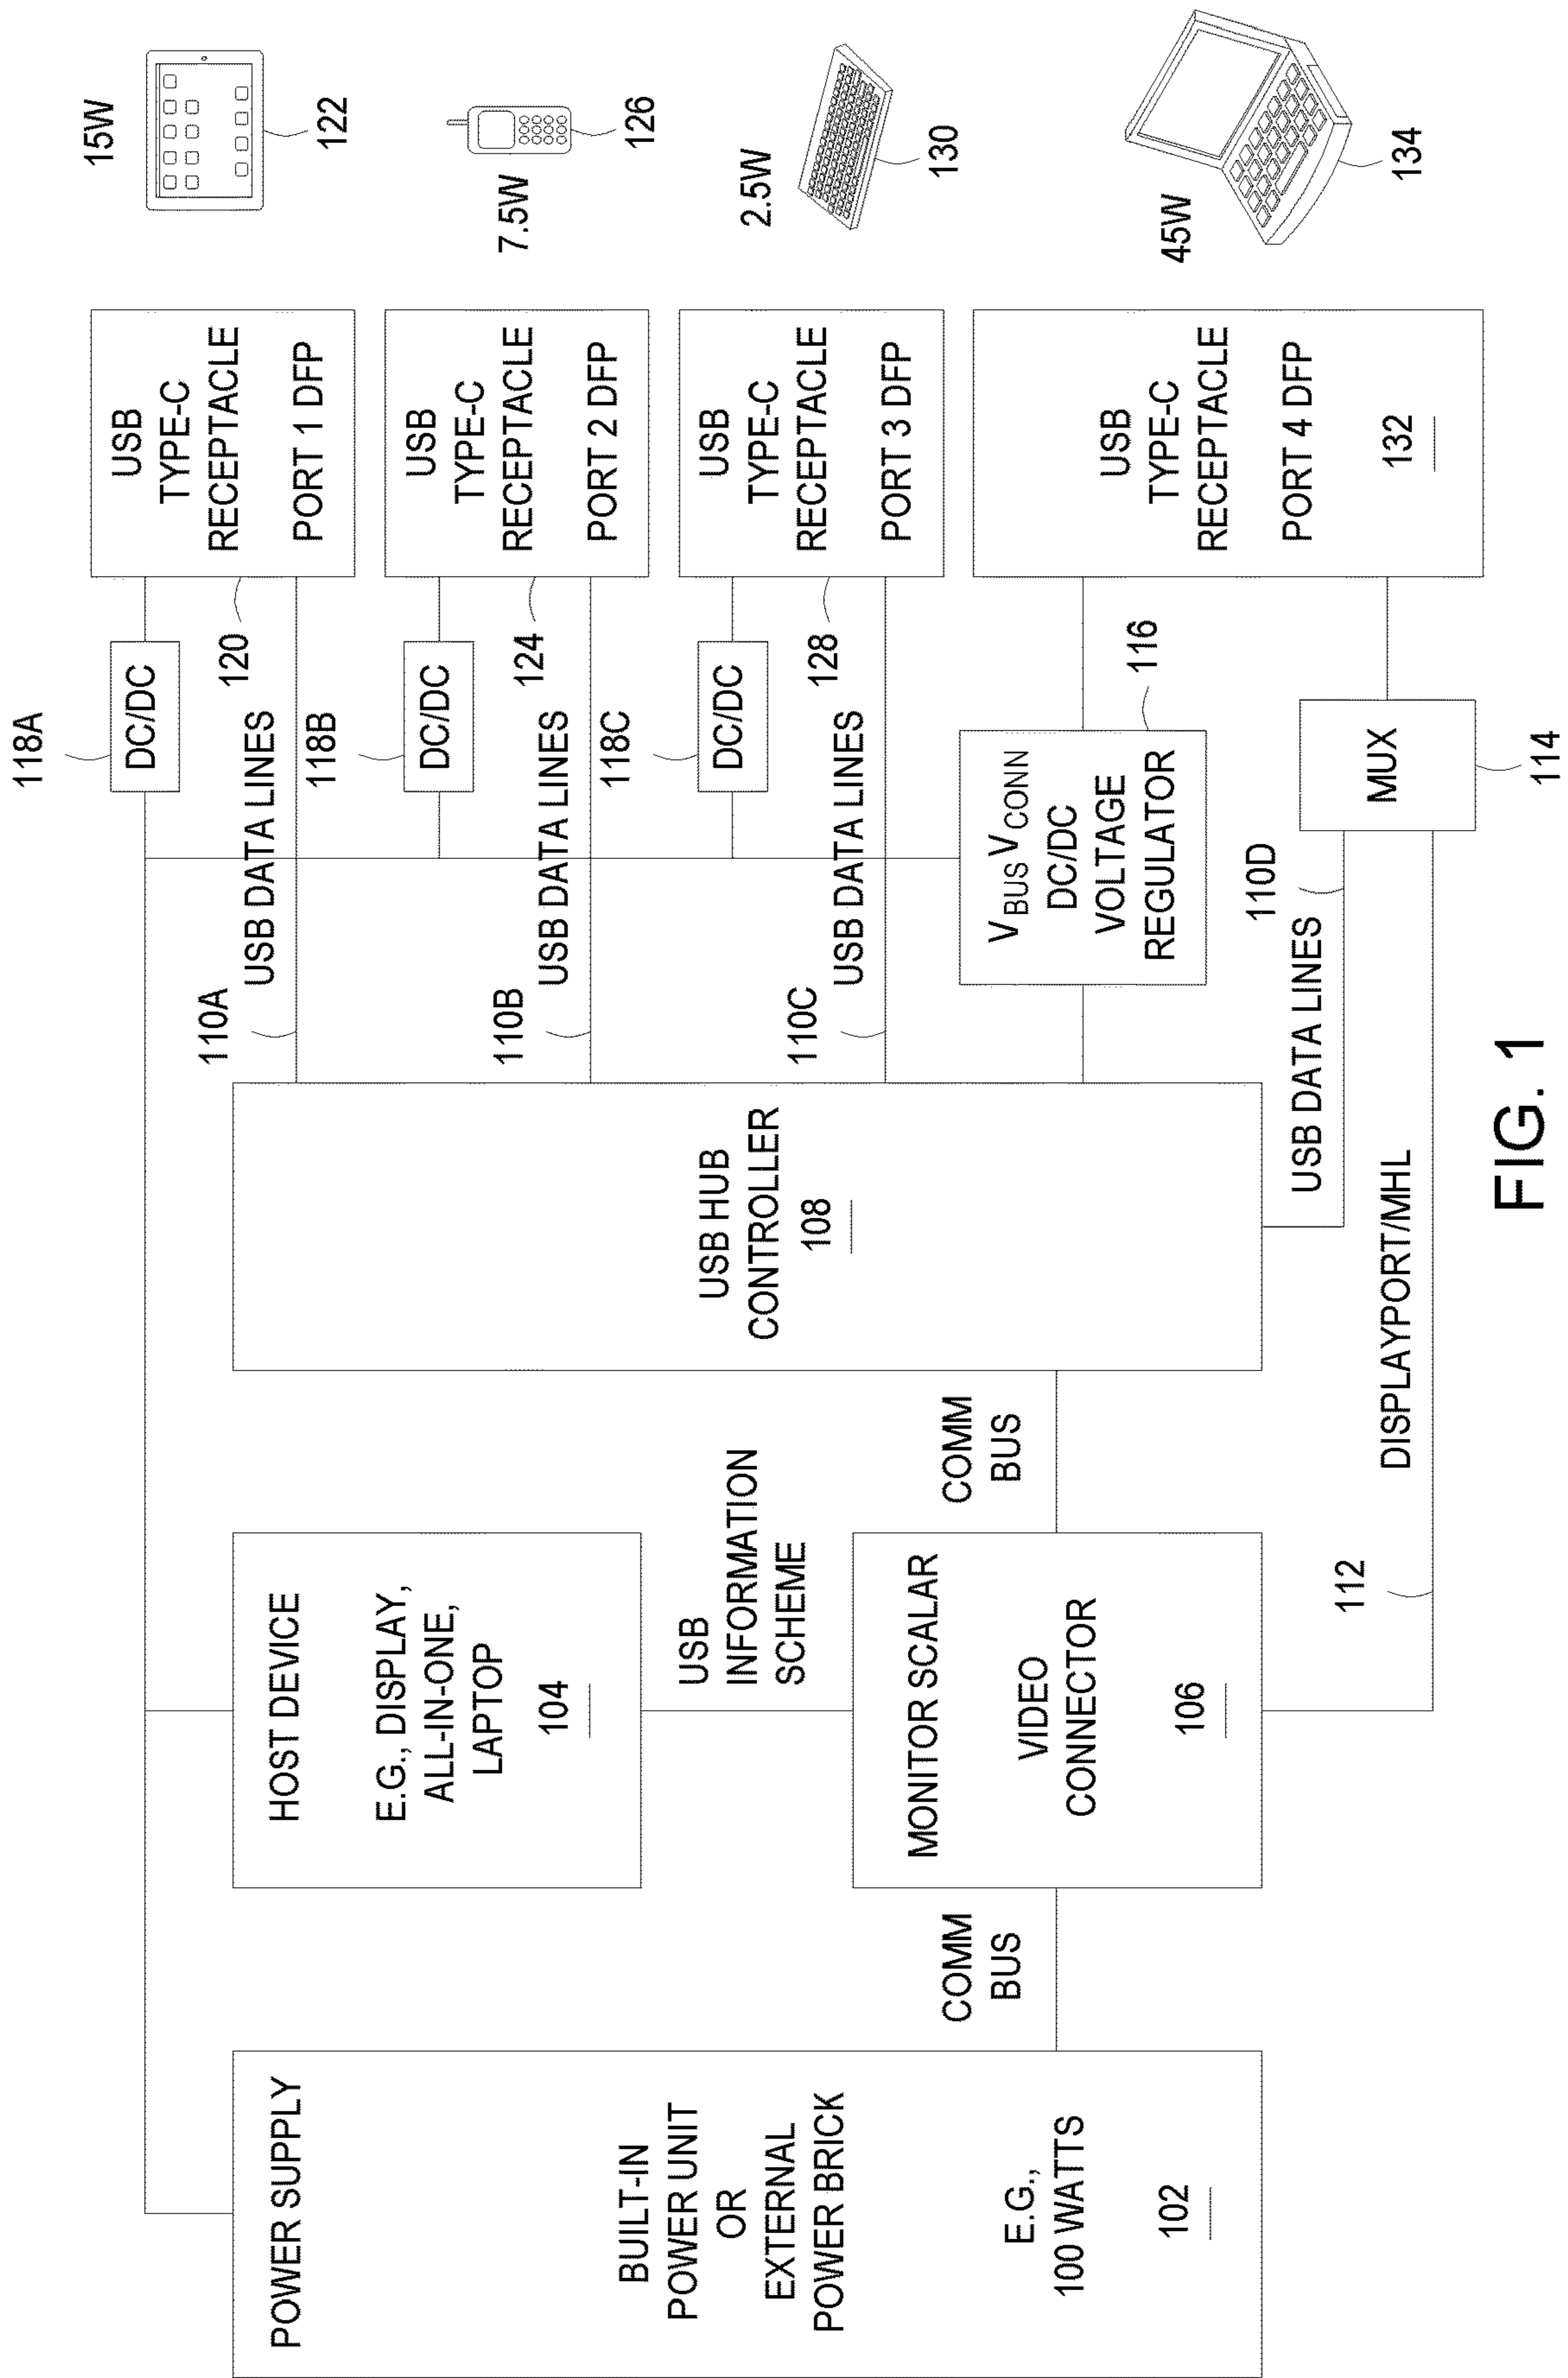 POWER SUPPLY
BUILT-IN
POWER UNIT
OR
EXTERNAL
POWER BRICK
E.G.,
100 WATTS
102
COMM
BUS
HOST DEVICE
E.G., DISPLAY,
ALL-IN-ONE,
LAPTOP
104
USB
INFORMATION
SCHEME
MONITOR SCALAR
VIDEO
CONNECTOR
106
COMM
BUS
112
DISPLAYPORT/MHL
USB HUB
CONTROLLER
108
110A
USB DATA LINES
110B
USB DATA LINES
110C
USB DATA LINES
USB DATA LINES
110D
118A
DC/DC
118B
DC/DC
118C
DC/DC
VBUS VCONN
DC/DC
VOLTAGE
REGULATOR
116
MUX
114
USB
TYPE-C
RECEPTACLE
PORT 1 DFP
120
USB
TYPE-C
RECEPTACLE
PORT 2 DFP
124
USB
TYPE-C
RECEPTACLE
PORT 3 DFP
128
USB
TYPE-C
RECEPTACLE
PORT 4 DFP
132
15W
122
7.5W
126
2.5W
130
45W
134
FIG. 1